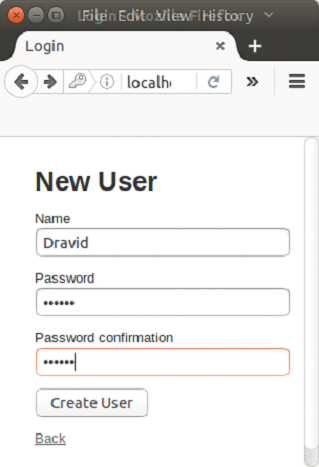 File Edit View History
Login
localh
New User
Name
Dravid
Password
••••••
Password confirmation
••••••
Create User
Back